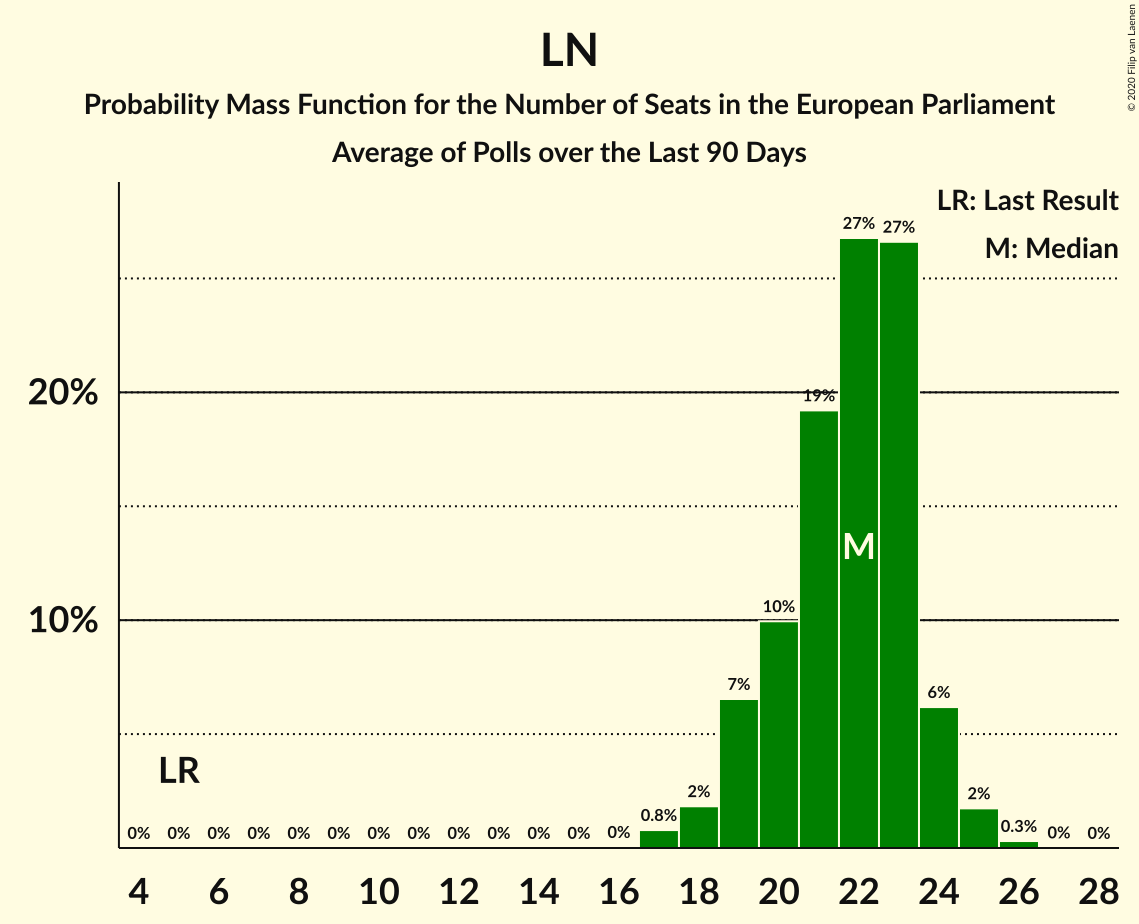 LN
Probability Mass Function for the Number of Seats in the European Parliament
Average of Polls over the Last 90 Days
© 2020 Filip van Laenen
LR: Last Result
M: Median
27% 27%
20%
19%
M
10%
10%
7% 6%
LR
2% 2%
0.8% 0.3%
0% 0% 0% 0% 0% 0% 0% 0% 0% 0% 0% 0% 0% 0% 0%
4 6 8 10 12 14 16 18 20 22 24 26 28